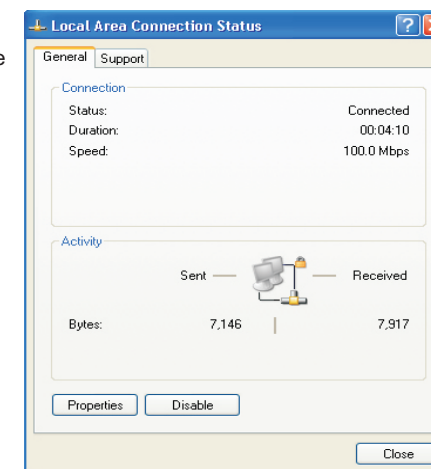 Local Area Connection Status ?
e
General Support
Connection
Status: Connected
Duration: 00:04:10
Speed: 100.0 Mbps
Activity
Sent Received
Bytes: 7,146 7,917
Properties Disable
Close